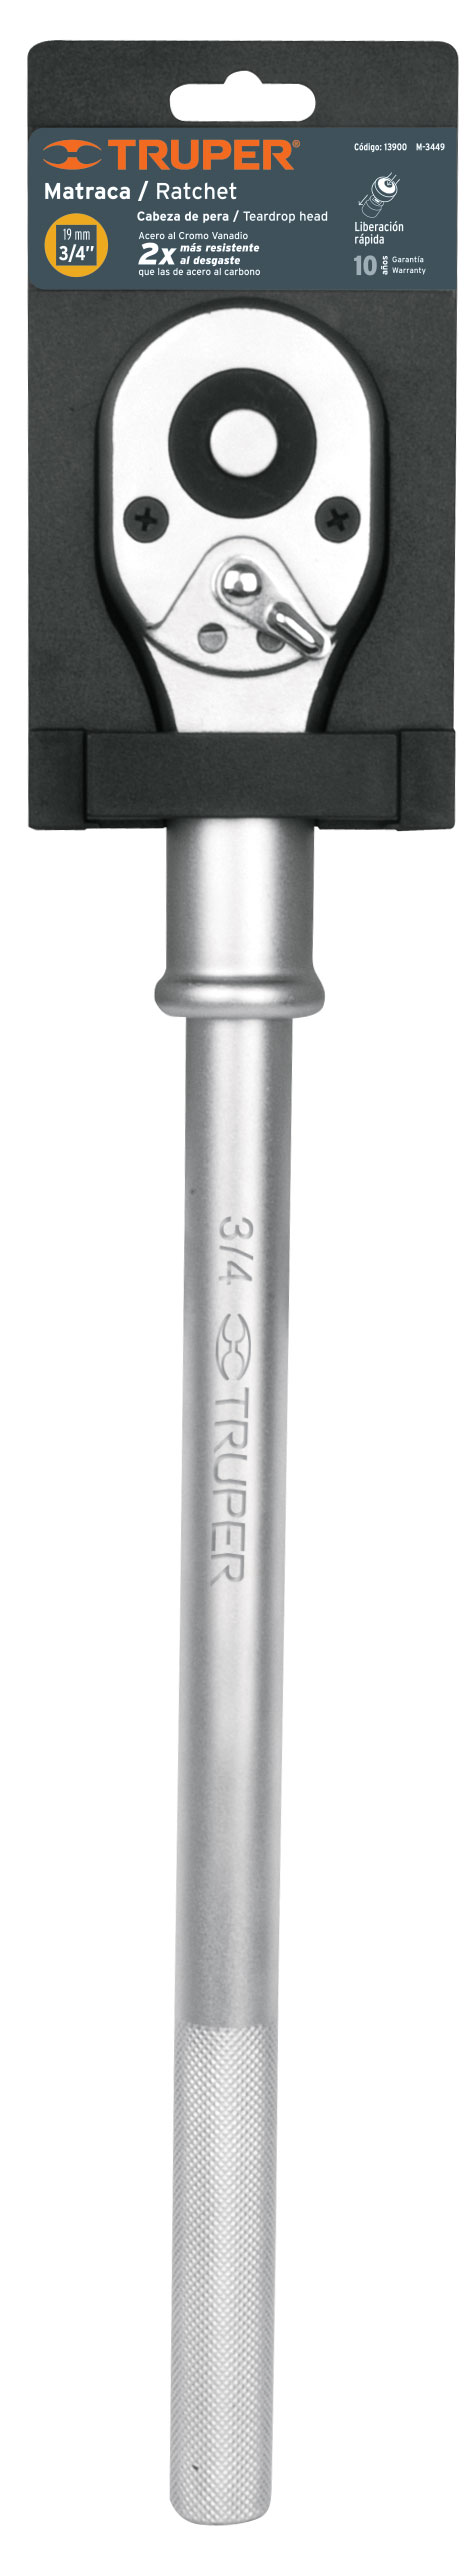 TRUPER®
Código: 13900 M-3449
Matraca / Ratchet
19 mm
3/4"
Cabeza de pera / Teardrop head
Acero al Cromo Vanadio
2x más resistente
al desgaste
que las de acero al carbono
Liberación
rápida
10 años Garantía
Warranty
3/4 TRUPER